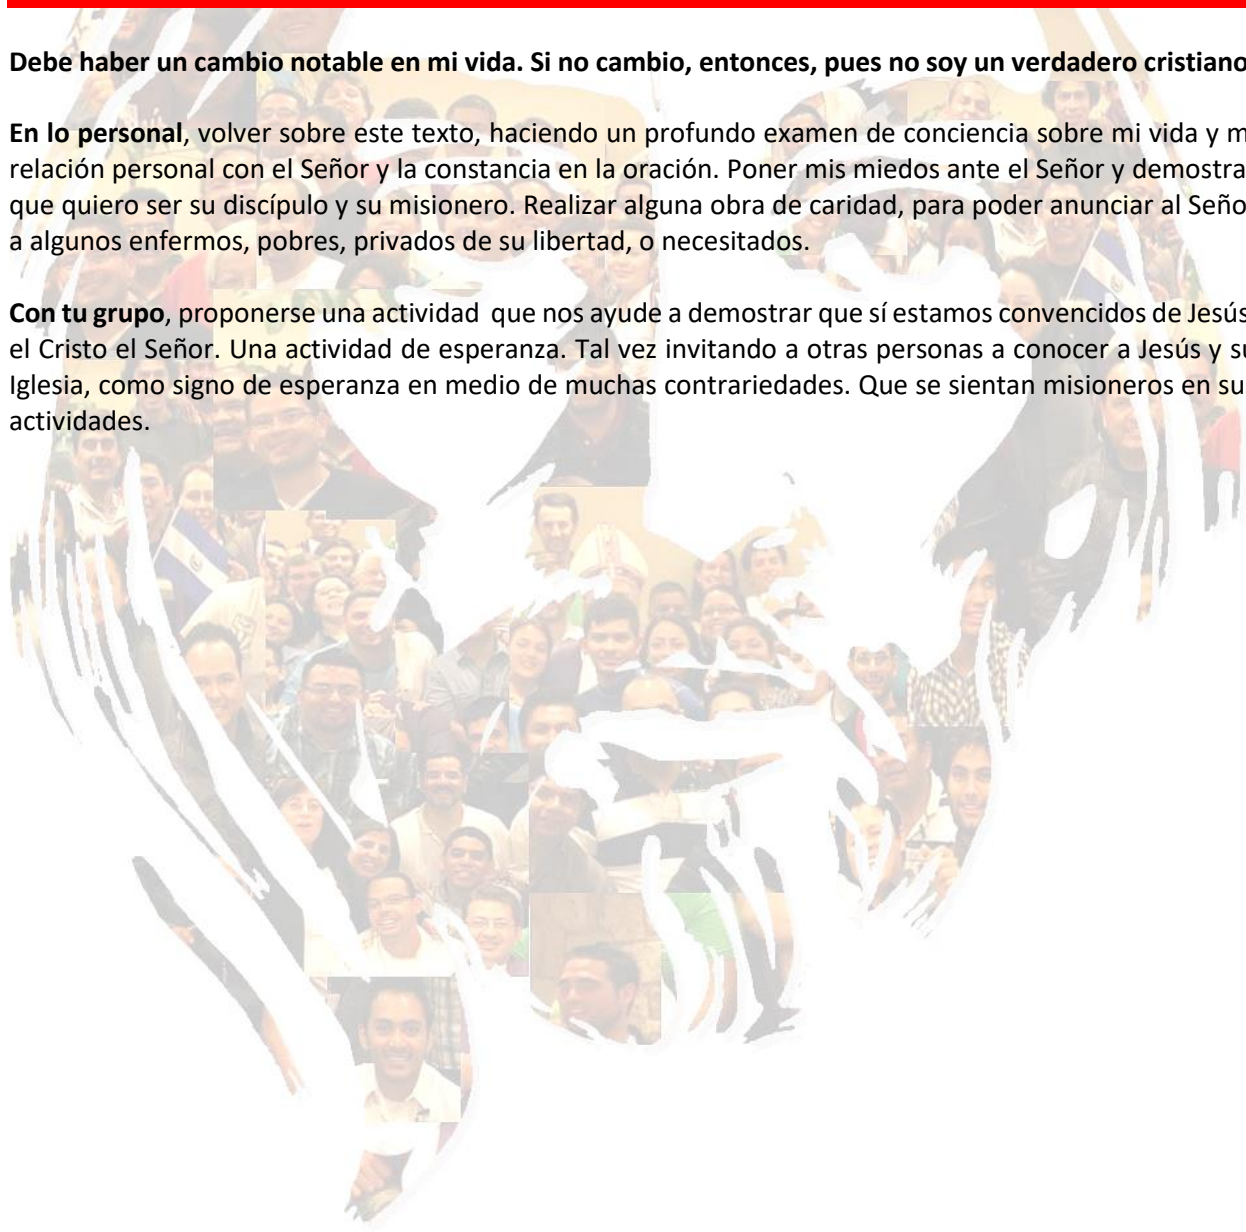 Debe haber un cambio notable en mi vida. Si no cambio, entonces, pues no soy un verdadero cristiano
En lo personal, volver sobre este texto, haciendo un profundo examen de conciencia sobre mi vida y m
relación personal con el Señor y la constancia en la oración. Poner mis miedos ante el Señor y demostra
que quiero ser su discípulo y su misionero. Realizar alguna obra de caridad, para poder anunciar al Seño
a algunos enfermos, pobres, privados de su libertad, o necesitados.
Con tu grupo, proponerse una actividad que nos ayude a demostrar que sí estamos convencidos de Jesús
el Cristo el Señor. Una actividad de esperanza. Tal vez invitando a otras personas a conocer a Jesús y su
Iglesia, como signo de esperanza en medio de muchas contrariedades. Que se sientan misioneros en su
actividades.